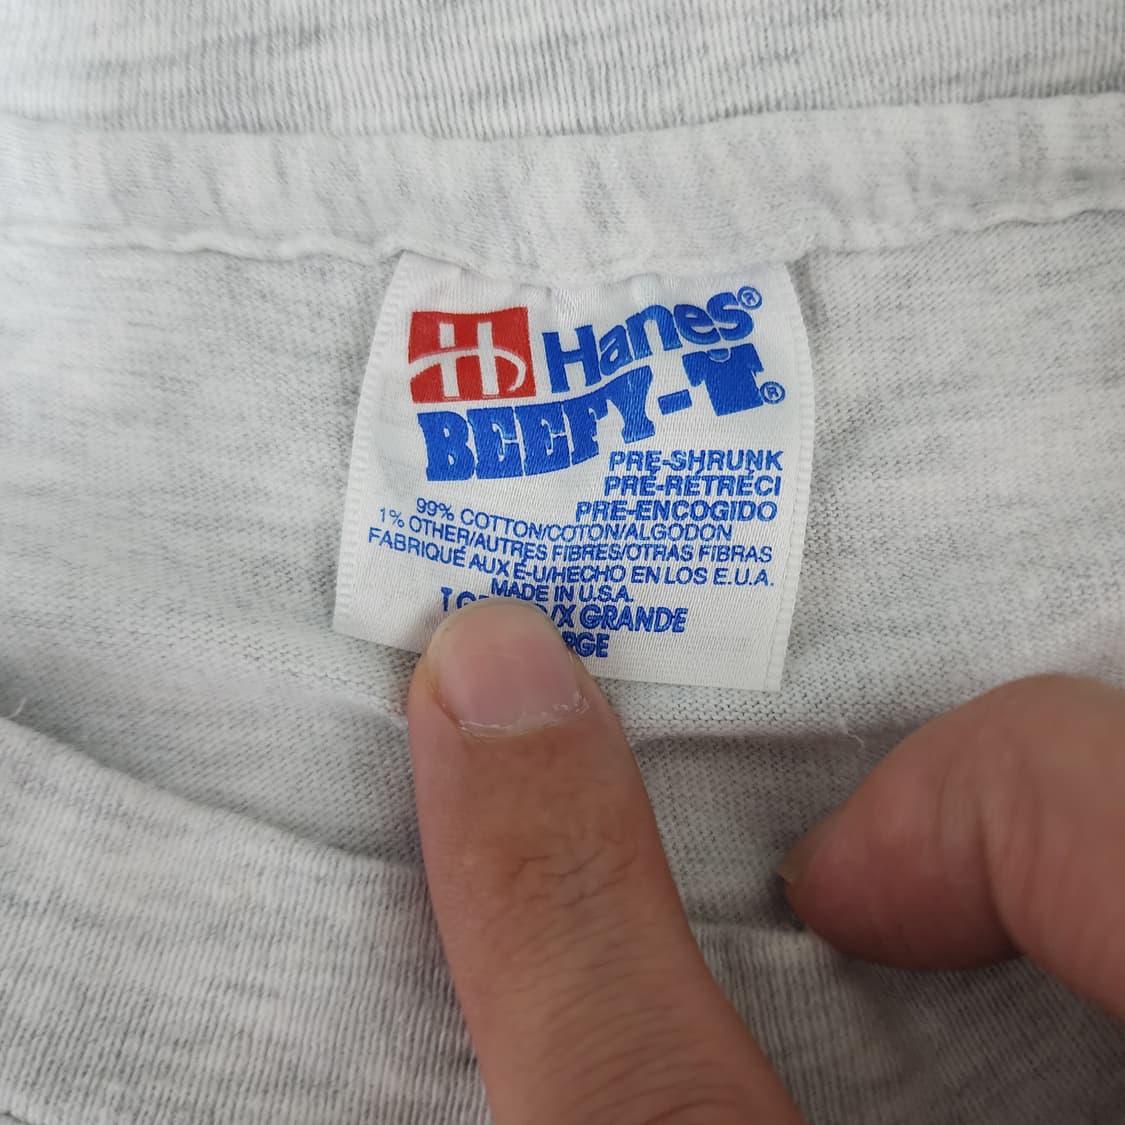 H Hanes®
BEEFY-T®
PRE-SHRUNK
PRÉ-RÉTRÉCI
PRE-ENCOGIDO
99% COTTON/COTON/ALGODON
1% OTHER/AUTRES FIBRES/OTRAS FIBRAS
FABRIQUÉ AUX É-U/HECHO EN LOS E.U.A.
MADE IN U.S.A.
/X GRANDE